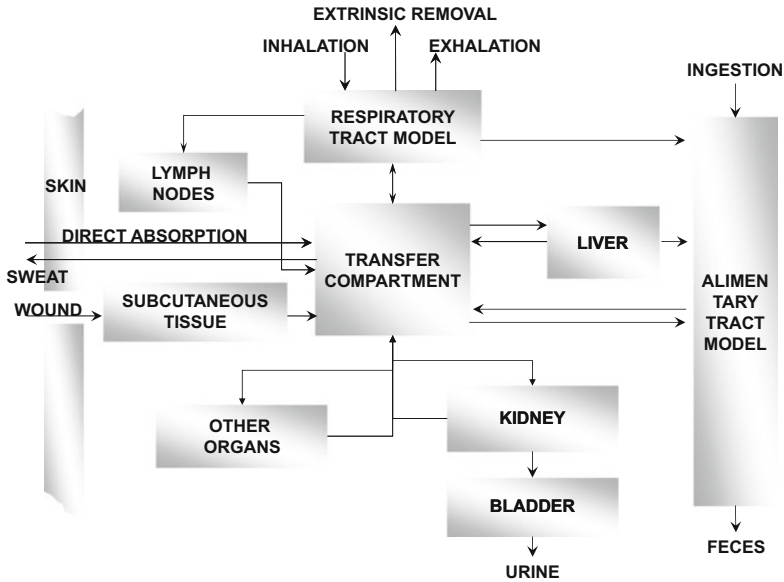 EXTRINSIC REMOVAL
INHALATION
EXHALATION
INGESTION
RESPIRATORY
TRACT MODEL
LYMPH
NODES
SKIN
DIRECT ABSORPTION
TRANSFER
COMPARTMENT
LIVER
SWEAT
WOUND
SUBCUTANEOUS
TISSUE
ALIMEN
TARY
TRACT
MODEL
OTHER
ORGANS
KIDNEY
BLADDER
URINE
FECES